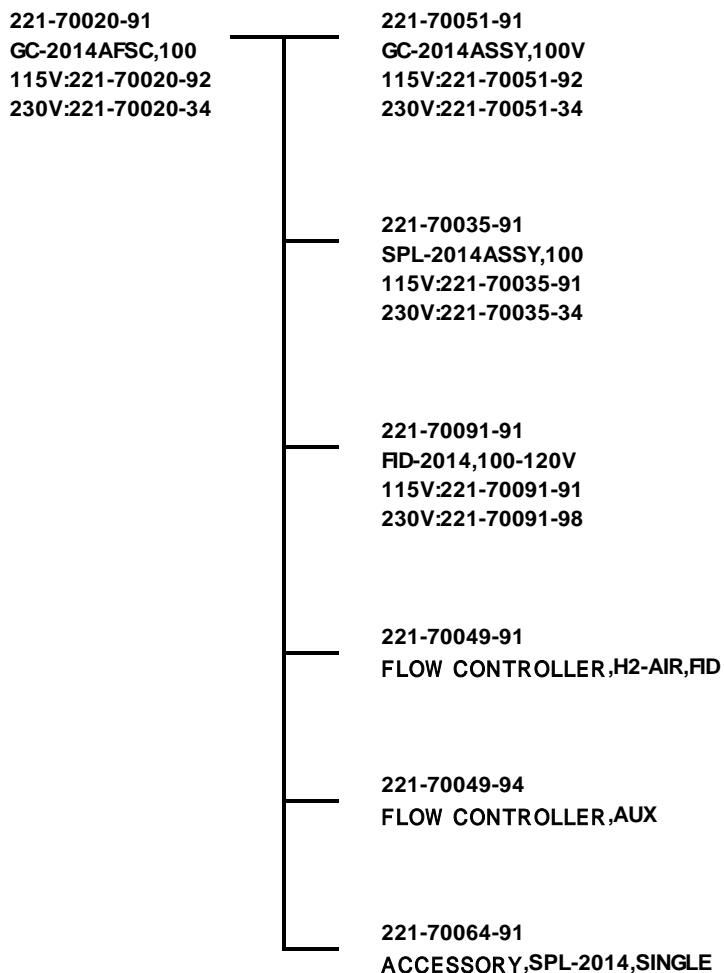 221-70020-91
GC-2014AFSC,100
115V:221-70020-92
230V:221-70020-34
221-70051-91
GC-2014ASSY,100V
115V:221-70051-92
230V:221-70051-34
221-70035-91
SPL-2014ASSY,100
115V:221-70035-91
230V:221-70035-34
221-70091-91
FID-2014,100-120V
115V:221-70091-91
230V:221-70091-98
221-70049-91
FLOW CONTROLLER,H2-AIR,FID
221-70049-94
FLOW CONTROLLER,AUX
221-70064-91
ACCESSORY,SPL-2014,SINGLE